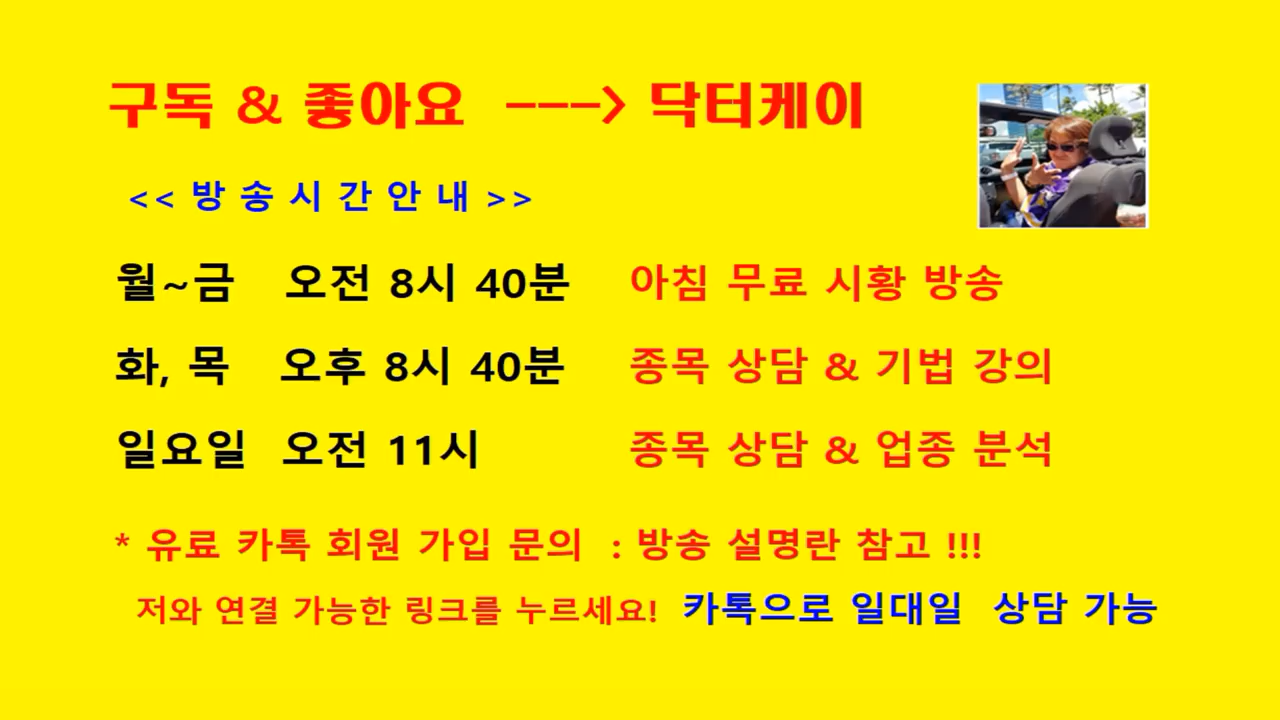 구독 & 좋아요 ---> 닥터케이
<< 방 송 시 간 안 내 >>
월~금 오전 8시 40분 아침 무료 시황 방송
화, 목 오후 8시 40분 종목 상담 & 기법 강의
일요일 오전 11시 종목 상담 & 업종 분석
* 유료 카톡 회원 가입 문의 : 방송 설명란 참고 !!!
저와 연결 가능한 링크를 누르세요! 카톡으로 일대일 상담 가능